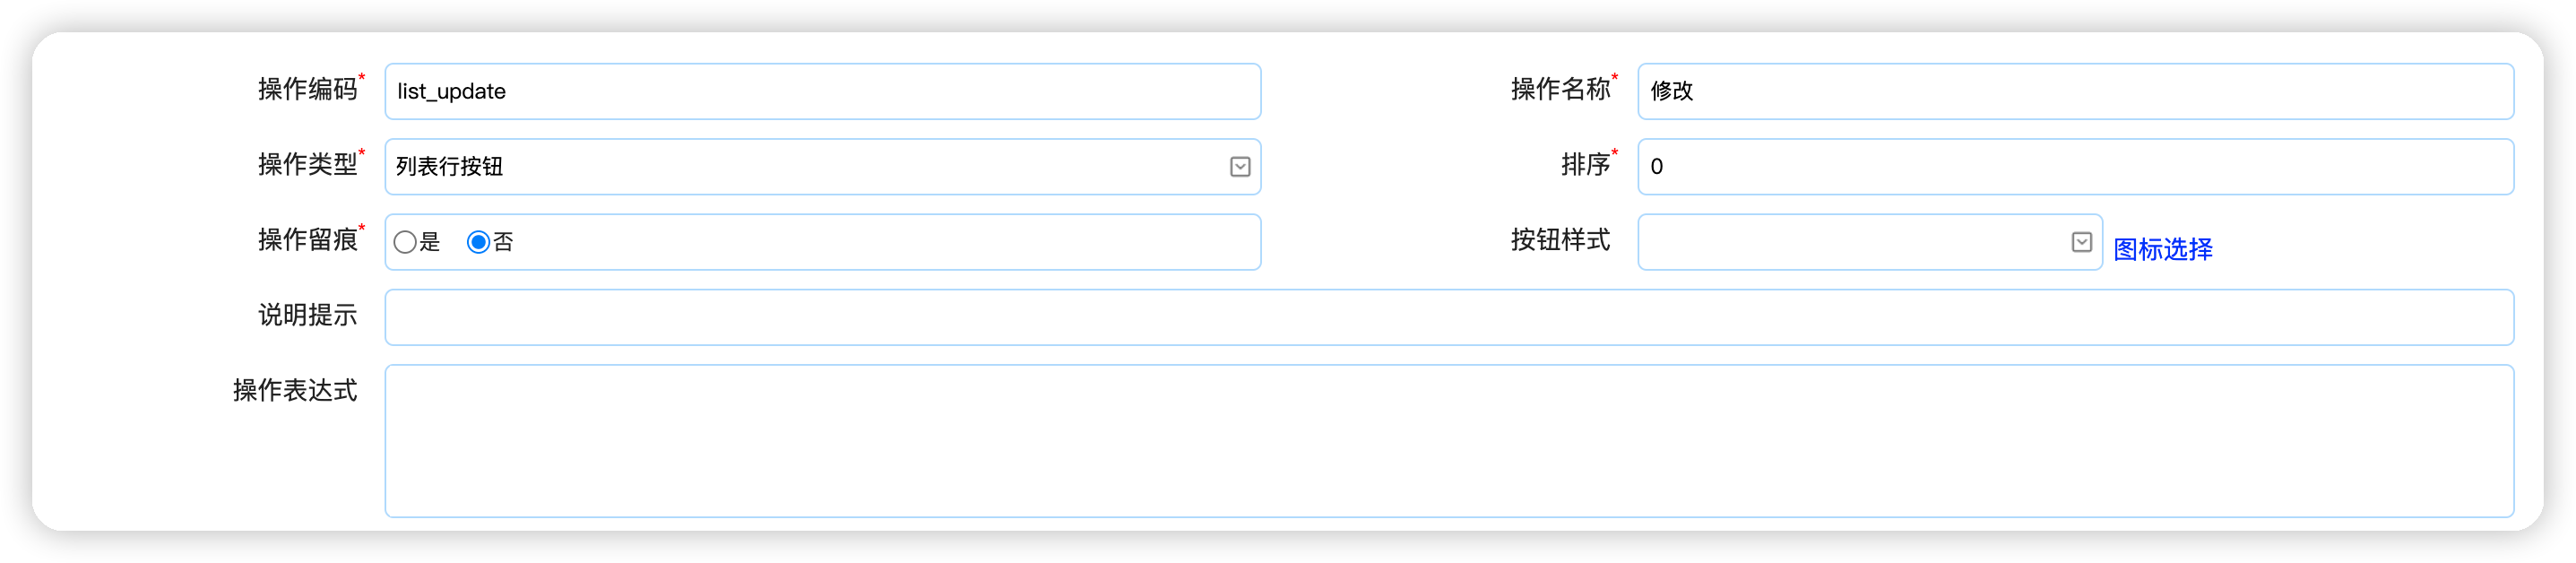 操作编码* list_update 操作名称* 修改
操作类型* 列表行按钮 排序* 0
操作留痕* 是 否 按钮样式 图标选择
说明提示
操作表达式